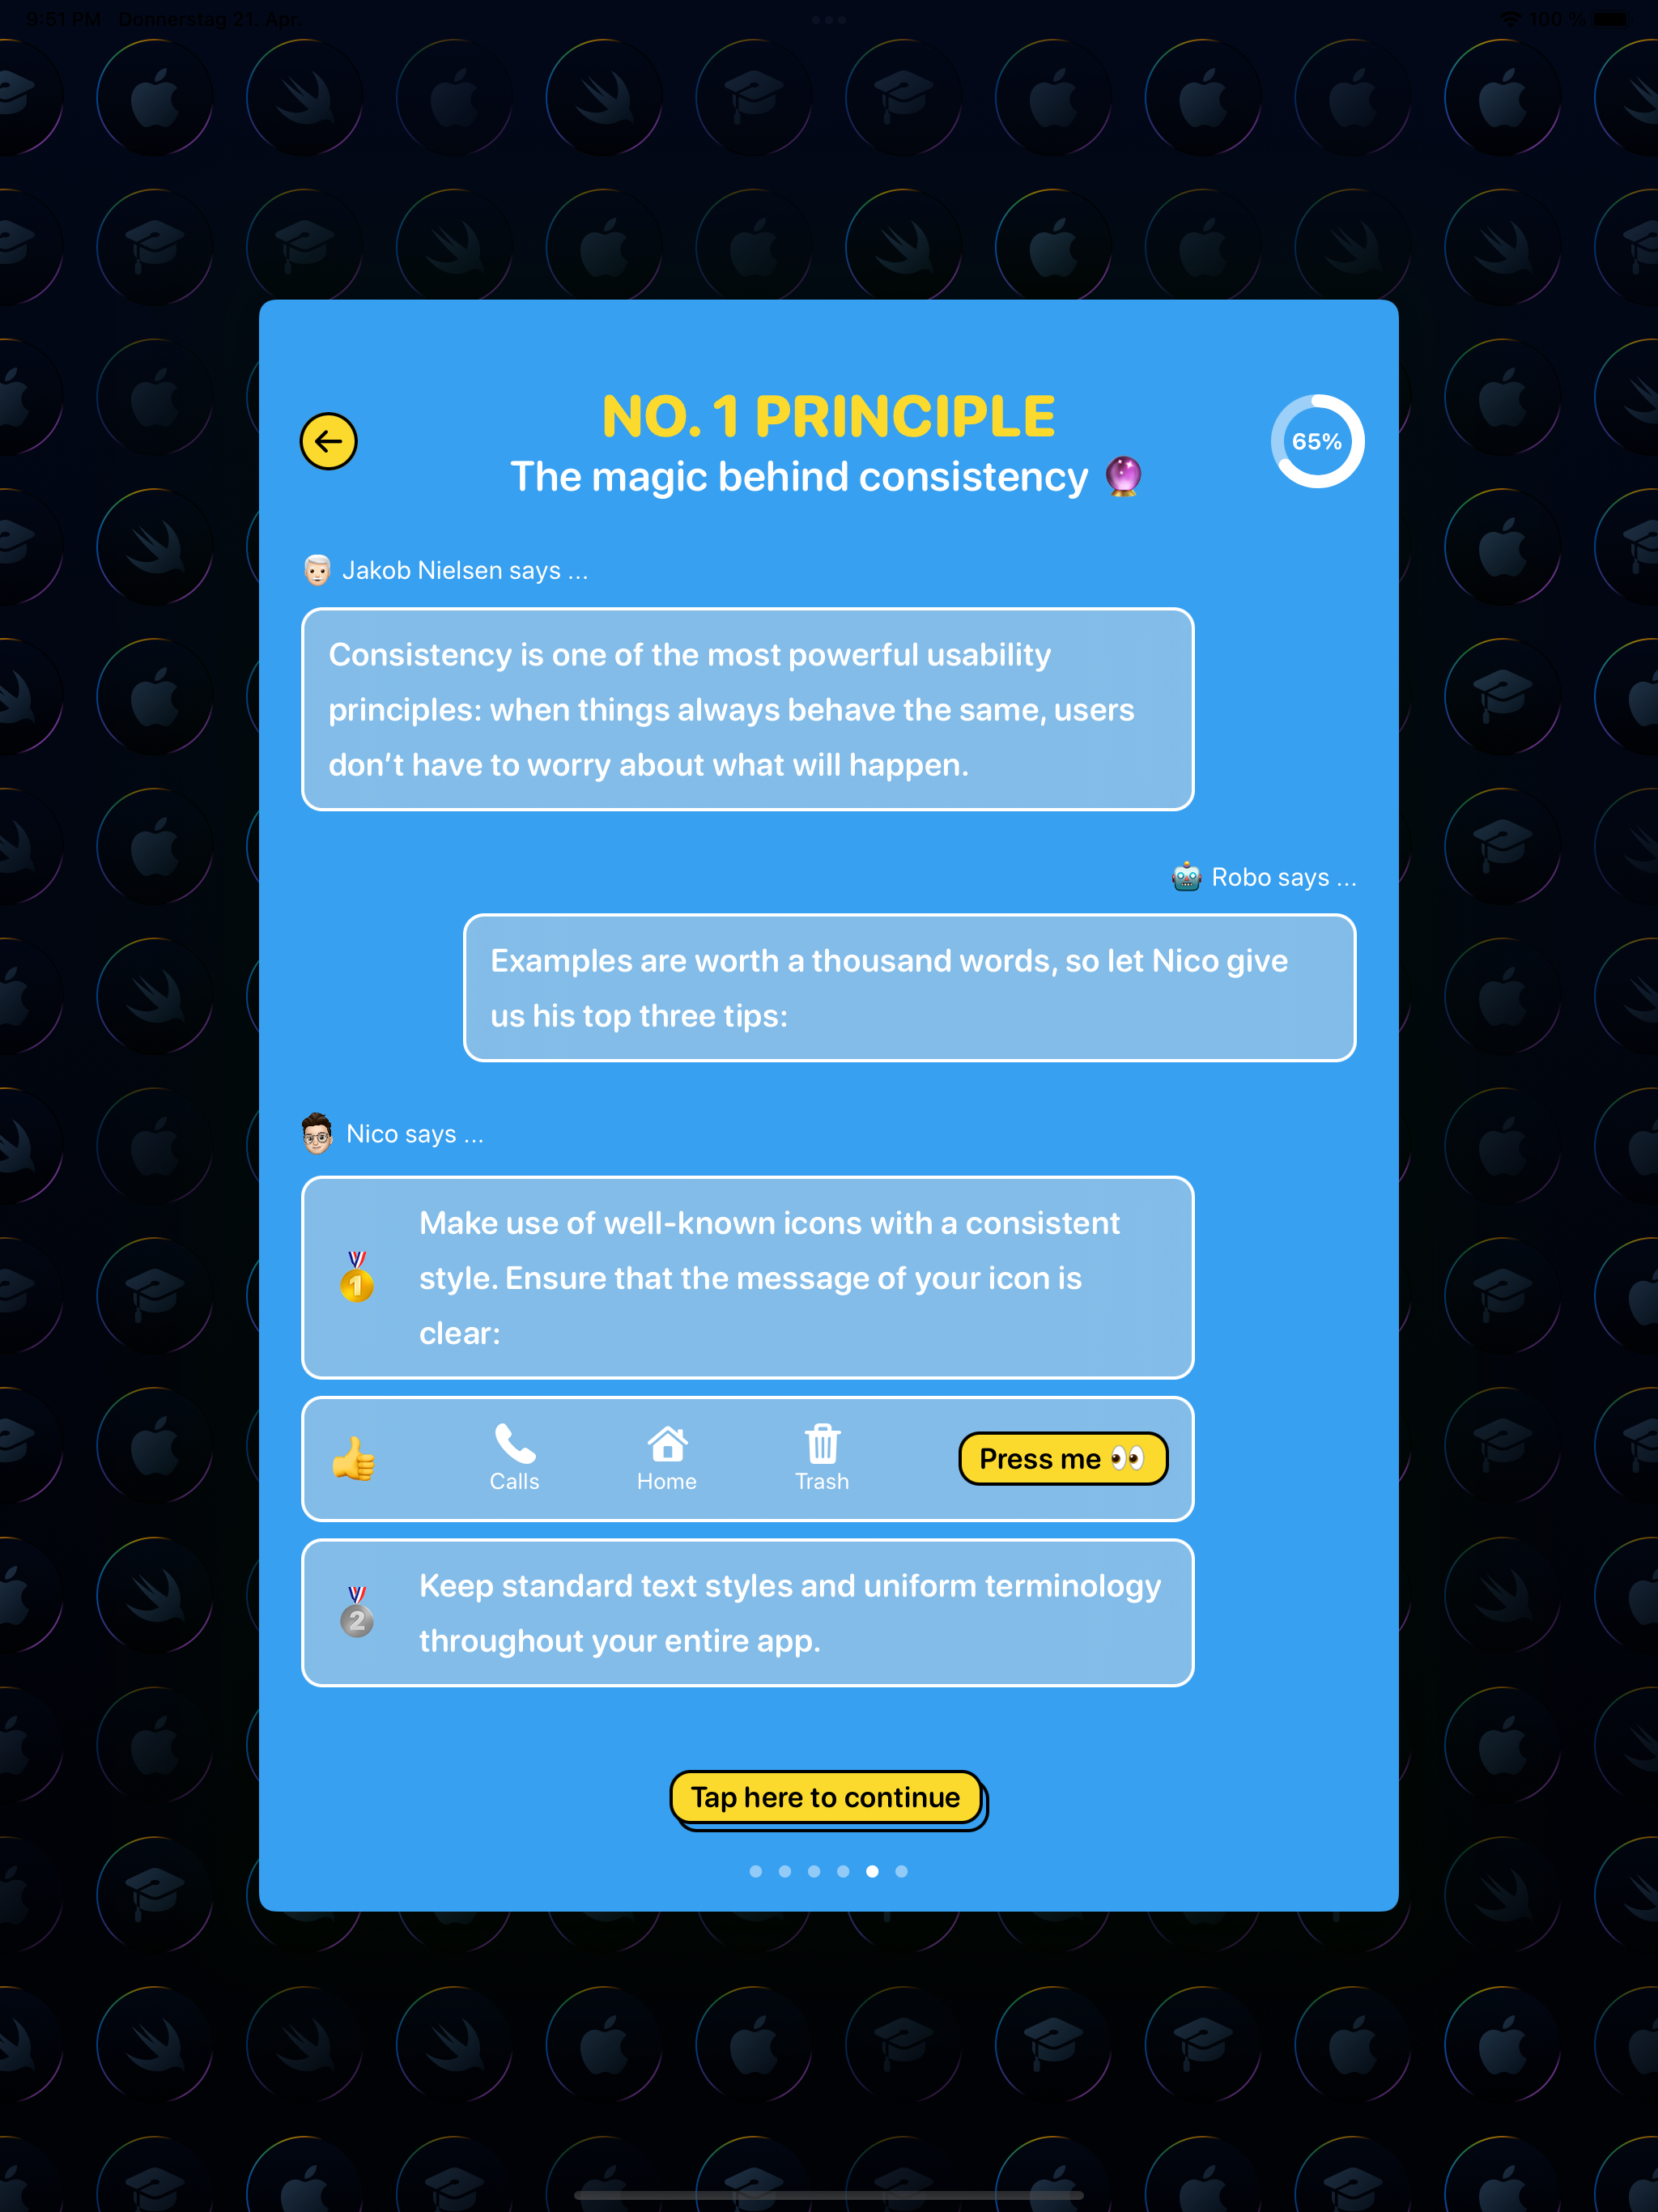 9:51 PM Donnerstag 21. Apr.
100 %
NO. 1 PRINCIPLE
The magic behind consistency 🔮
65%
Jakob Nielsen says ...
Consistency is one of the most powerful usability
principles: when things always behave the same, users
don't have to worry about what will happen.
🤖 Robo says ...
Examples are worth a thousand words, so let Nico give
us his top three tips:
Nico says ...
1
Make use of well-known icons with a consistent
style. Ensure that the message of your icon is
clear:
Calls
Home
Trash
Press me 👀
2
Keep standard text styles and uniform terminology
throughout your entire app.
Tap here to continue